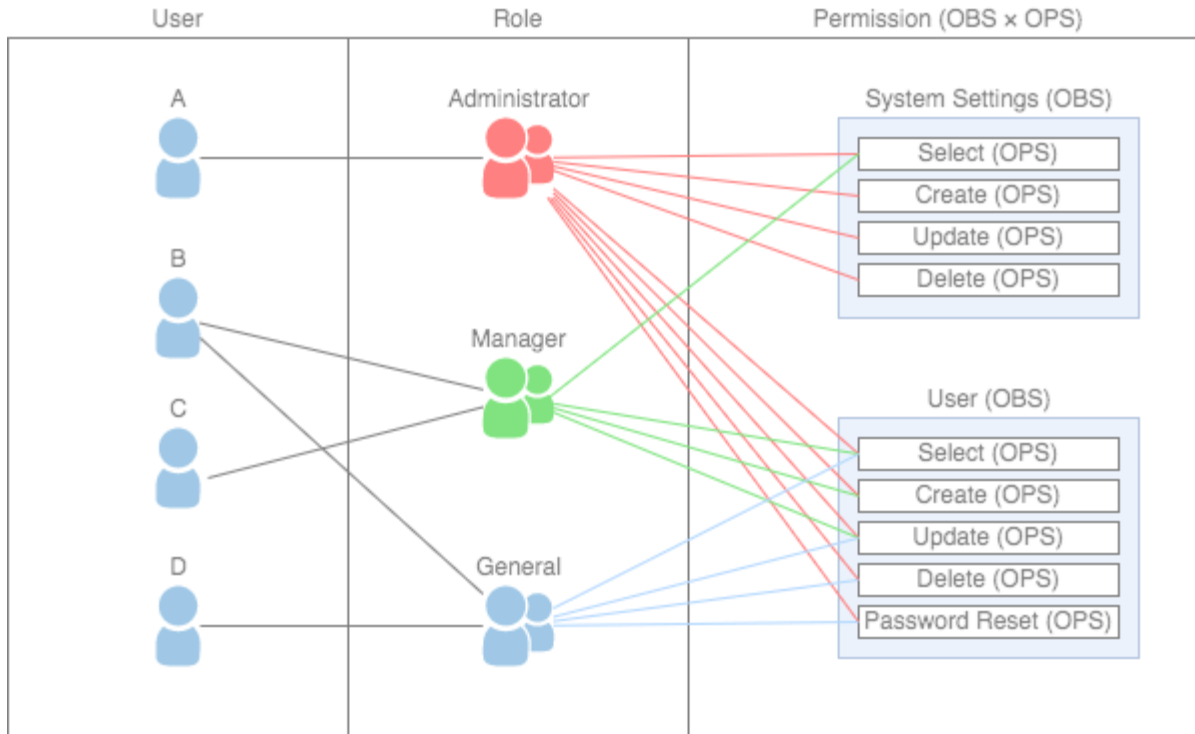 User
Role
Permission (OBS × OPS)
A
Administrator
System Settings (OBS)
Select (OPS)
Create (OPS)
Update (OPS)
Delete (OPS)
B
Manager
C
User (OBS)
Select (OPS)
Create (OPS)
Update (OPS)
Delete (OPS)
Password Reset (OPS)
D
General